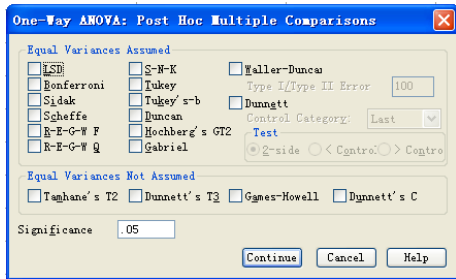 One-Way ANOVA: Post Hoc Multiple Comparisons
Equal Variances Assumed
LSD S-N-K Waller-Duncan
Bonferroni Tukey Type I/Type II Error 100
Sidak Tukey's-b Dunnett
Scheffe Duncan Control Category: Last
R-E-G-W F Hochberg's GT2 Test
R-E-G-W Q Gabriel 2-side < Contro > Contro
Equal Variances Not Assumed
Tamhane's T2 Dunnett's T3 Games-Howell Dunnett's C
Significance .05
Continue Cancel Help